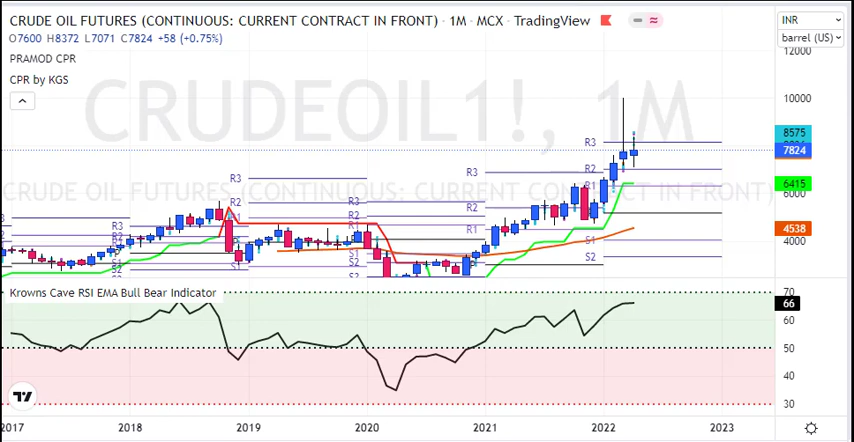 CRUDE OIL FUTURES (CONTINUOUS: CURRENT CONTRACT IN FRONT) · 1M · MCX · TradingView
INR
O7600 H8372 L7071 C7824 +58 (+0.75%)
barrel (US)
PRAMOD CPR
CPR by KGS
CRUDEOIL1!, 1M
CRUDE OIL FUTURES (CONTINUOUS: CURRENT CONTRACT IN FRONT)
12000
10000
8575
7824
6415
6000
4538
4000
R3
R2
R1
S1
S2
R3
R2
S1
S2
R3
R2
R1
S1
S2
R3
R2
R1
S1
S2
Krowns Cave RSI EMA Bull Bear Indicator
70
66
60
50
40
30
2017 2018 2019 2020 2021 2022 2023